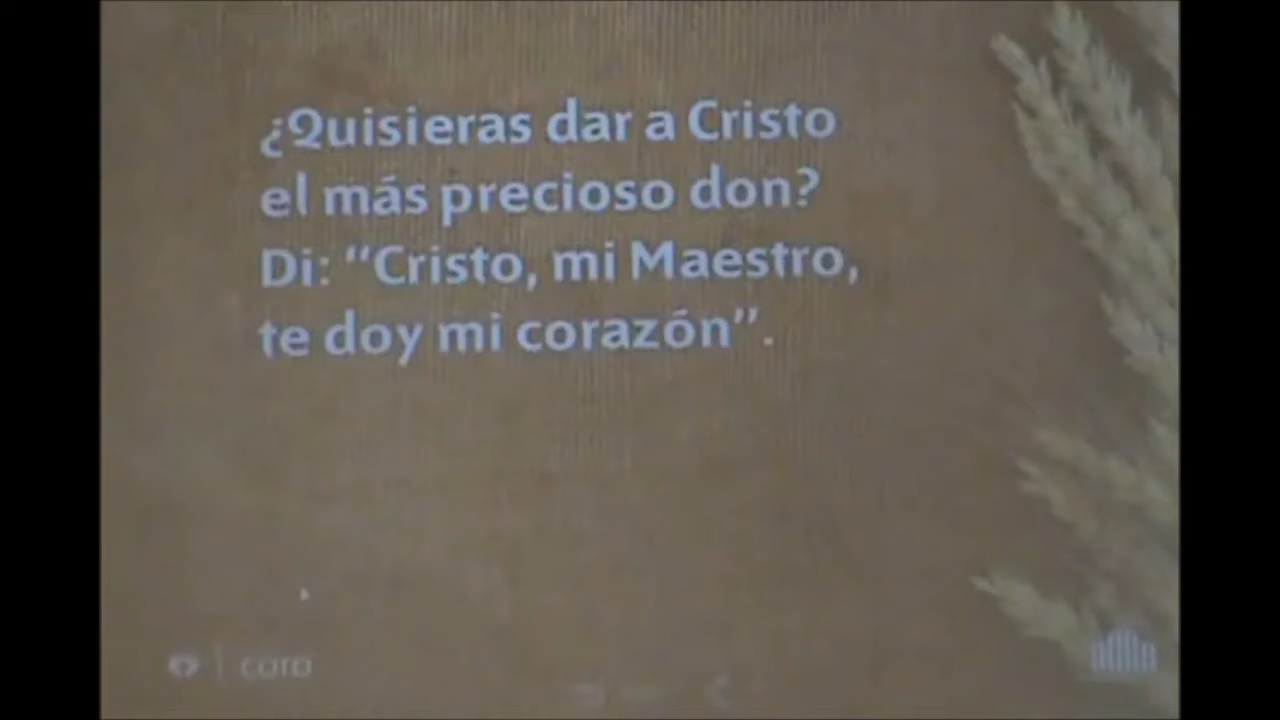 ¿Quisieras dar a Cristo
el más precioso don?
Di: “Cristo, mi Maestro,
te doy mi corazón”.
coro